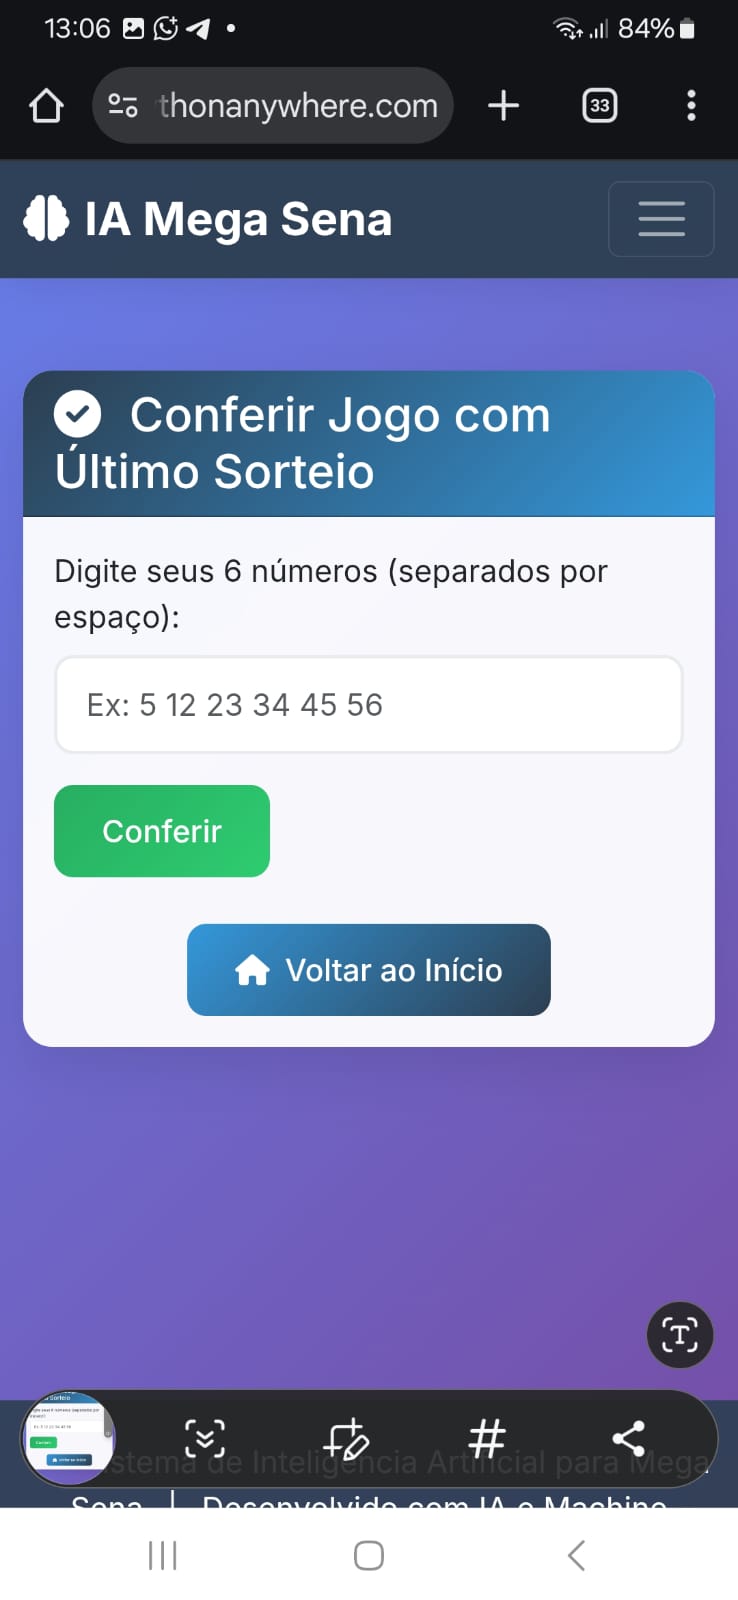 13:06
84%
thonanywhere.com
33
IA Mega Sena
Conferir Jogo com
Último Sorteio
Digite seus 6 números (separados por
espaço):
Ex: 5 12 23 34 45 56
Conferir
Voltar ao Início
stema de Inteligência Artificial para Mega
Sena | Desenvolvido com IA e Machine